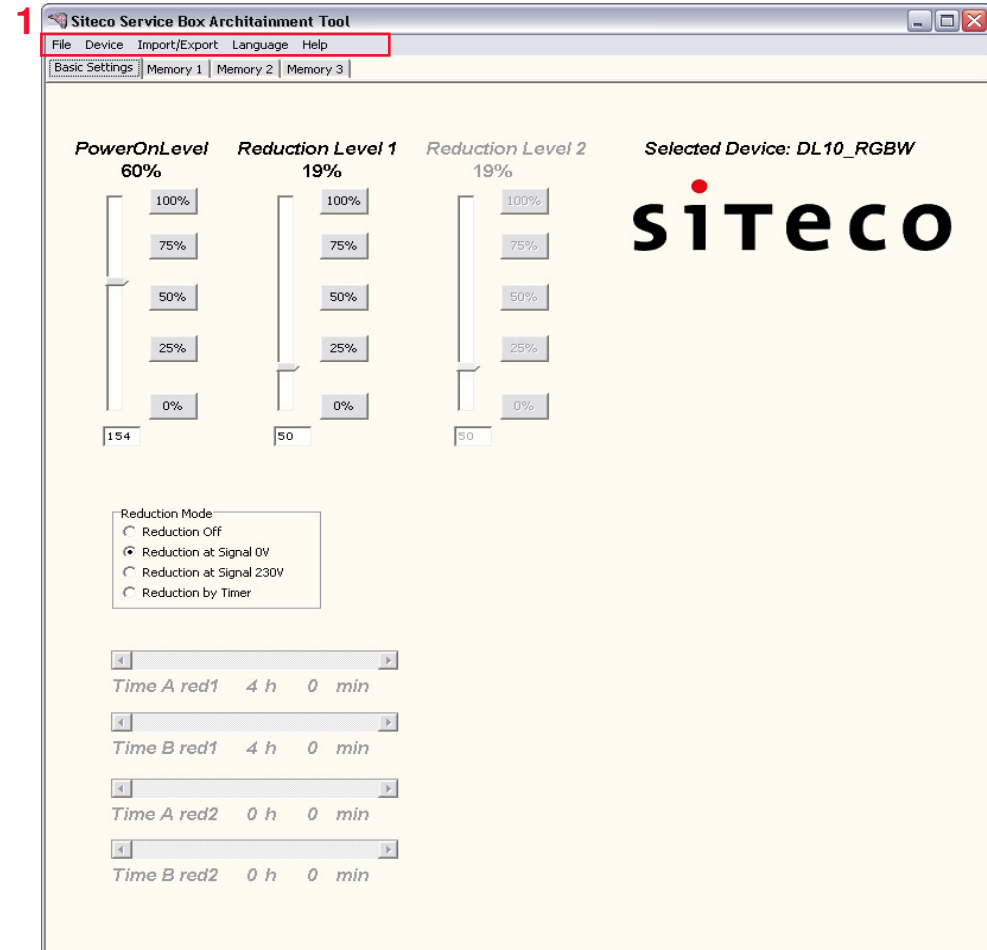 1
Siteco Service Box Architainment Tool
File Device Import/Export Language Help
Basic Settings Memory 1 Memory 2 Memory 3
PowerOnLevel Reduction Level 1 Reduction Level 2 Selected Device: DL10_RGBW
60% 19% 19%
siteco
100% 100% 100%
75% 75% 75%
50% 50% 50%
25% 25% 25%
0% 0% 0%
154 50 50
Reduction Mode
Reduction Off
Reduction at Signal 0V
Reduction at Signal 230V
Reduction by Timer
Time A red1 4 h 0 min
Time B red1 4 h 0 min
Time A red2 0 h 0 min
Time B red2 0 h 0 min